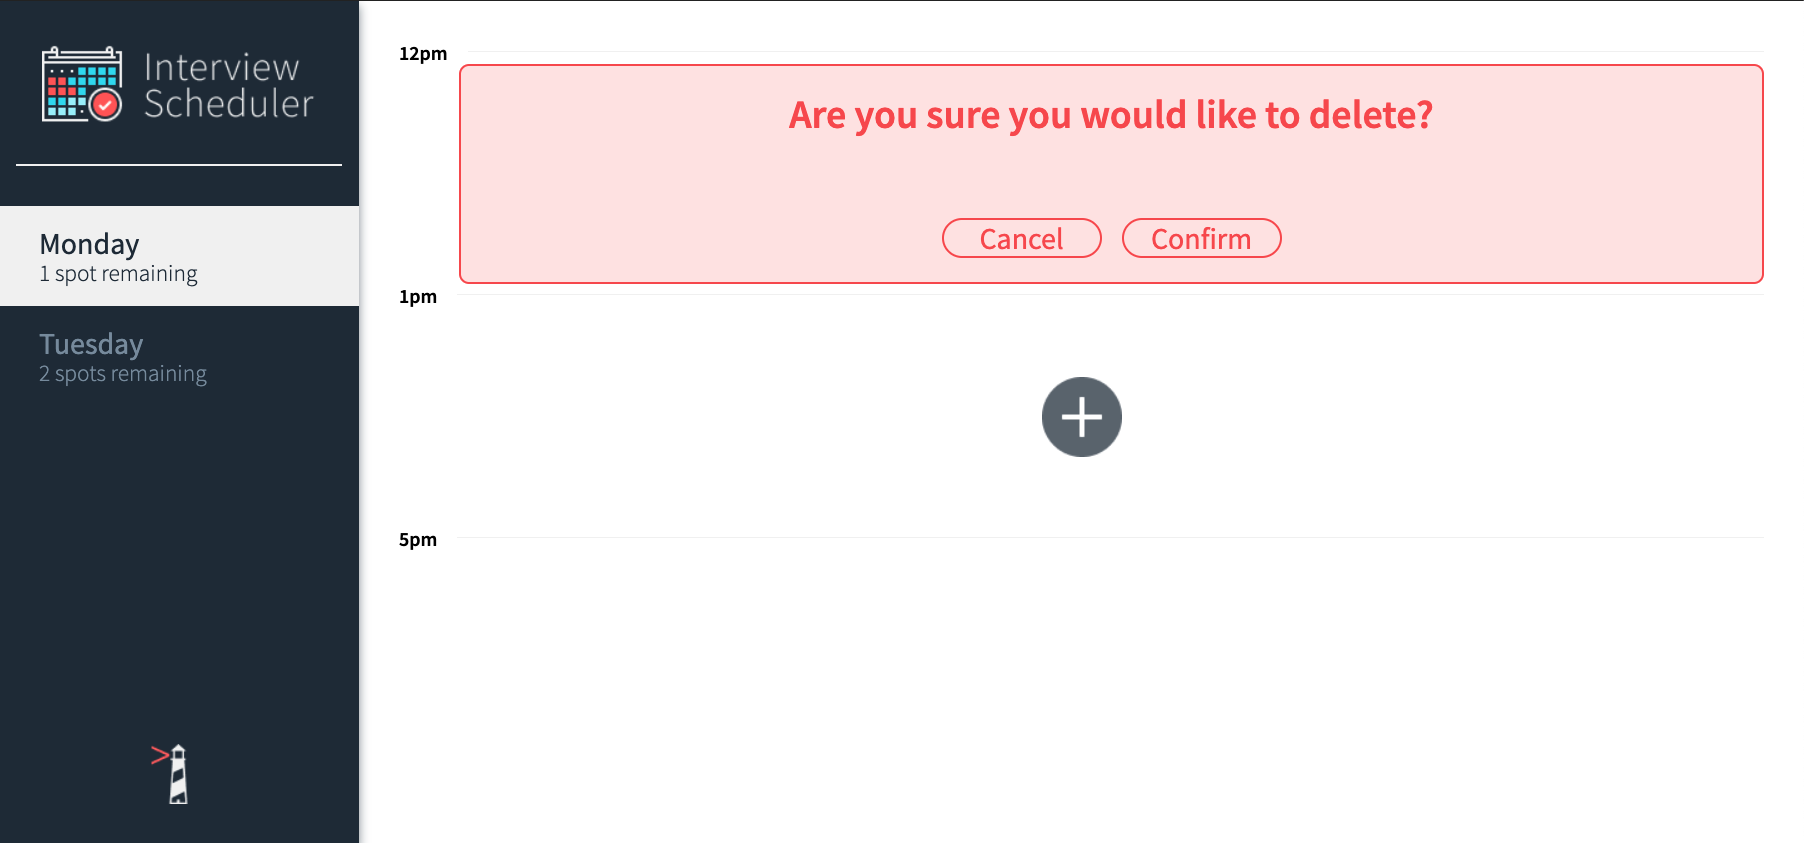 Interview
Scheduler
Monday
1 spot remaining
Tuesday
2 spots remaining
12pm
Are you sure you would like to delete?
Cancel
Confirm
1pm
5pm